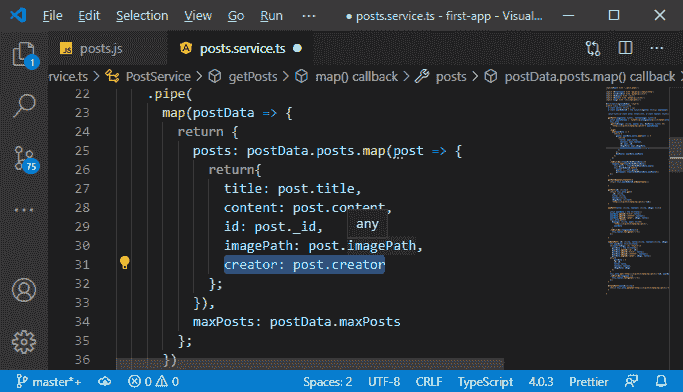 File Edit Selection View Go Run ··· posts.service.ts - first-app - Visual...
JS posts.js posts.service.ts
rvice.ts > PostService > getPosts > map() callback > posts > postData.posts.map() callback
22 .pipe(
23 map(postData => {
24 return {
25 posts: postData.posts.map(post => {
26 return{
27 title: post.title,
28 content: post.content,
29 id: post._id,
any
30 imagePath: post.imagePath,
31 creator: post.creator
32 };
33 }),
34 maxPosts: postData.maxPosts
35 };
36 })
1
75
master*+ 0 0 Spaces: 2 UTF-8 CRLF TypeScript 4.0.3 Prettier